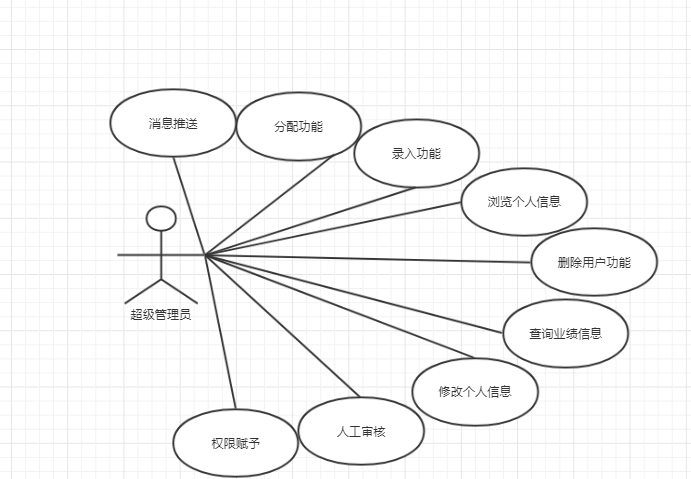 消息推送
分配功能
录入功能
浏览个人信息
删除用户功能
超级管理员
查询业绩信息
修改个人信息
人工审核
权限赋予